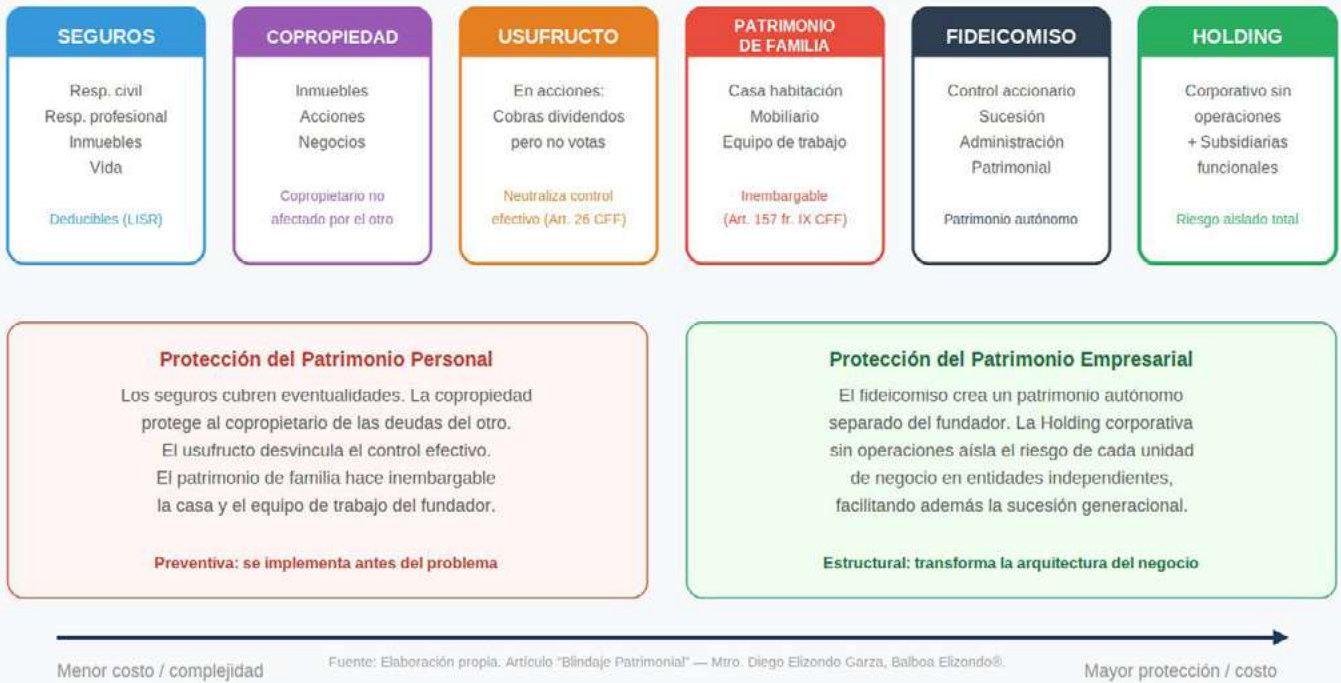 SEGUROS
Resp. civil
Resp. profesional
Inmuebles
Vida
Deducibles (LISR)
COPROPIEDAD
Inmuebles
Acciones
Negocios
Copropietario no
afectado por el otro
USUFRUCTO
En acciones:
Cobras dividendos
pero no votas
Neutraliza control
efectivo (Art. 26 CFF)
PATRIMONIO
DE FAMILIA
Casa habitación
Mobiliario
Equipo de trabajo
Inembargable
(Art. 157 fr. IX CFF)
FIDEICOMISO
Control accionario
Sucesión
Administración
Patrimonial
Patrimonio autónomo
HOLDING
Corporativo sin
operaciones
+ Subsidiarias
funcionales
Riesgo aislado total
Protección del Patrimonio Personal
Los seguros cubren eventualidades. La copropiedad
protege al copropietario de las deudas del otro.
El usufructo desvincula el control efectivo.
El patrimonio de familia hace inembargable
la casa y el equipo de trabajo del fundador.
Preventiva: se implementa antes del problema
Protección del Patrimonio Empresarial
El fideicomiso crea un patrimonio autónomo
separado del fundador. La Holding corporativa
sin operaciones aísla el riesgo de cada unidad
de negocio en entidades independientes,
facilitando además la sucesión generacional.
Estructural: transforma la arquitectura del negocio
Menor costo / complejidad
Fuente: Elaboración propia. Artículo "Blindaje Patrimonial" — Mtro. Diego Elizondo Garza, Balboa Elizondo®.
Mayor protección / costo